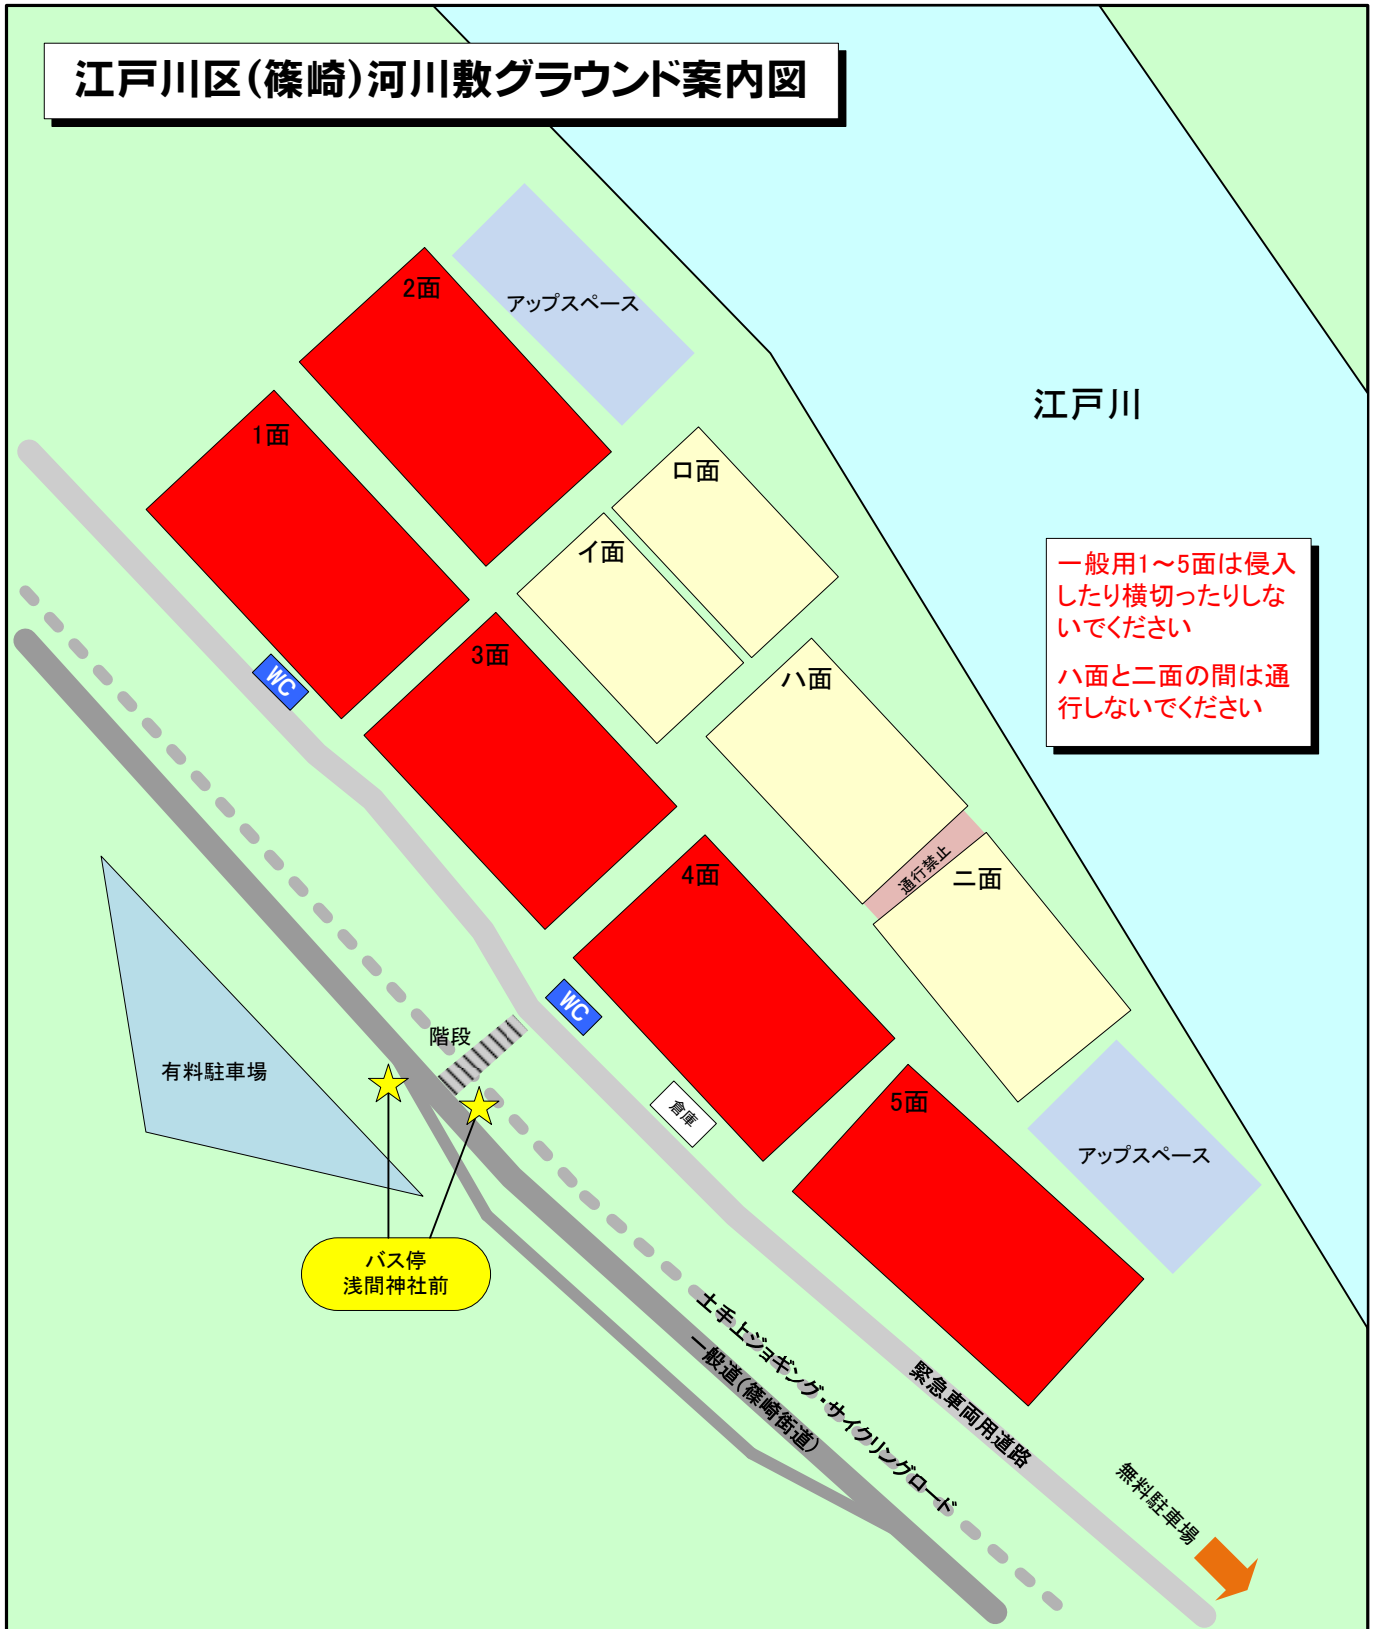 江戸川区(篠崎)河川敷グラウンド案内図
2面
アップスペース
江戸川
1面
ロ面
イ面
一般用1～5面は侵入
したり横切ったりしな
いでください
ハ面と二面の間は通
行しないでください
3面
WC
ハ面
通行禁止
4面
ニ面
WC
階段
有料駐車場
倉庫
5面
アップスペース
バス停
浅間神社前
土手上ジョギング・サイクリングロード
一般道(篠崎街道)
緊急車両用道路
無料駐車場